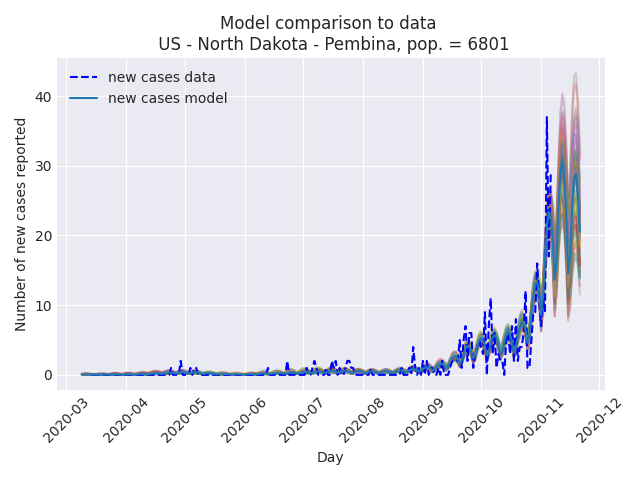 Model comparison to data
US - North Dakota - Pembina, pop. = 6801
new cases data
new cases model
Number of new cases reported
40
30
20
10
0
2020-03
2020-04
2020-05
2020-06
2020-07
2020-08
2020-09
2020-10
2020-11
2020-12
Day